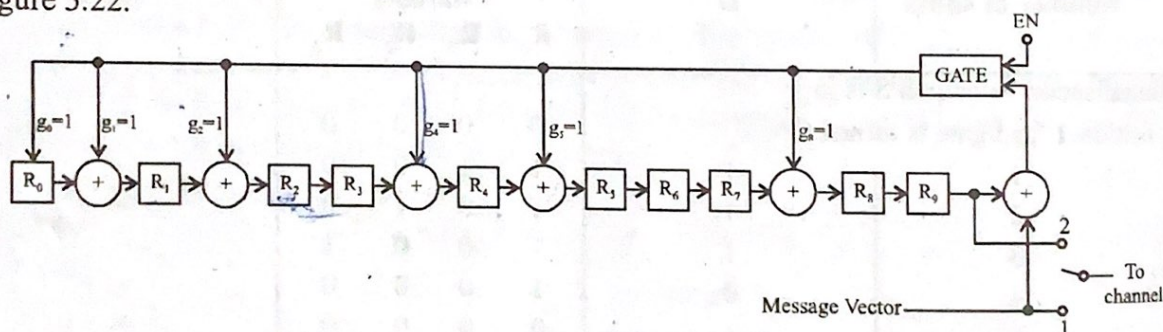 gure 5.22.
EN
GATE
g₀=1 g₁=1 g₂=1 g₄=1 g₅=1 g₈=1
R₀ + R₁ + R₂ R₃ + R₄ + R₅ R₆ R₇ + R₈ R₉ +
2
To
channel
Message Vector
1